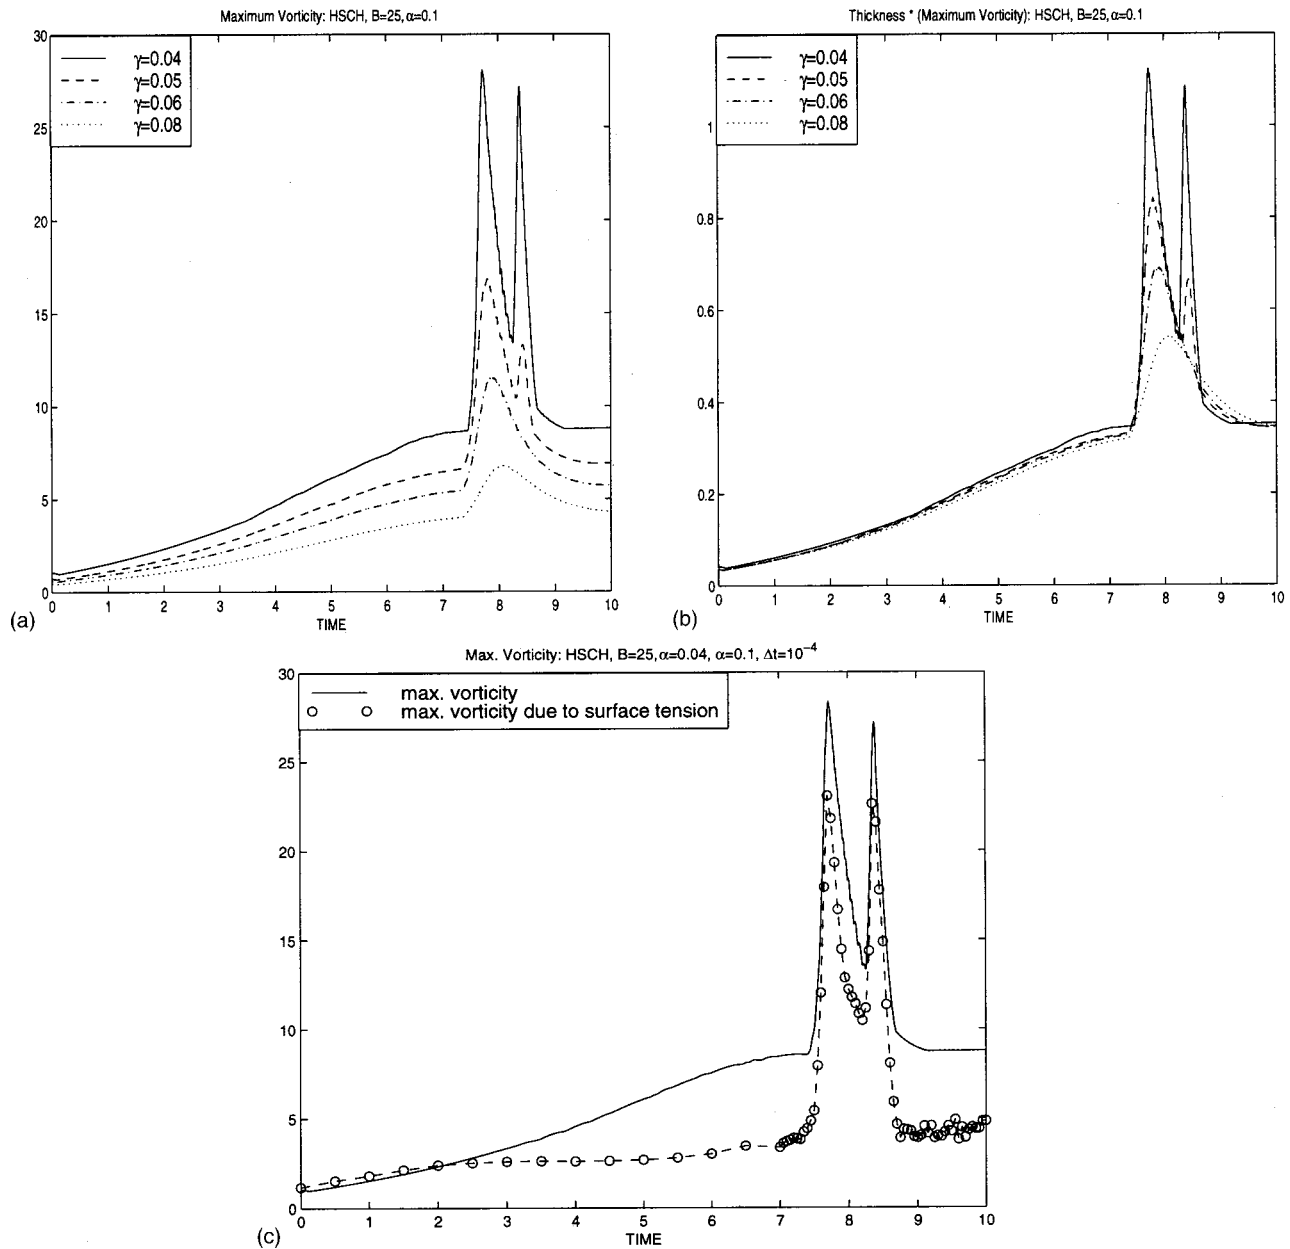 Maximum Vorticity: HSCH, B=25, α=0.1
30
25
20
15
10
5
0
γ=0.04
γ=0.05
γ=0.06
γ=0.08
0 1 2 3 4 5 6 7 8 9 10
TIME
(a)
Thickness * (Maximum Vorticity): HSCH, B=25, α=0.1
1
0.8
0.6
0.4
0.2
0
γ=0.04
γ=0.05
γ=0.06
γ=0.08
0 1 2 3 4 5 6 7 8 9 10
TIME
(b)
Max. Vorticity: HSCH, B=25, α=0.04, α=0.1, Δt=10⁻⁴
30
25
20
15
10
5
0
max. vorticity
max. vorticity due to surface tension
0 1 2 3 4 5 6 7 8 9 10
TIME
(c)